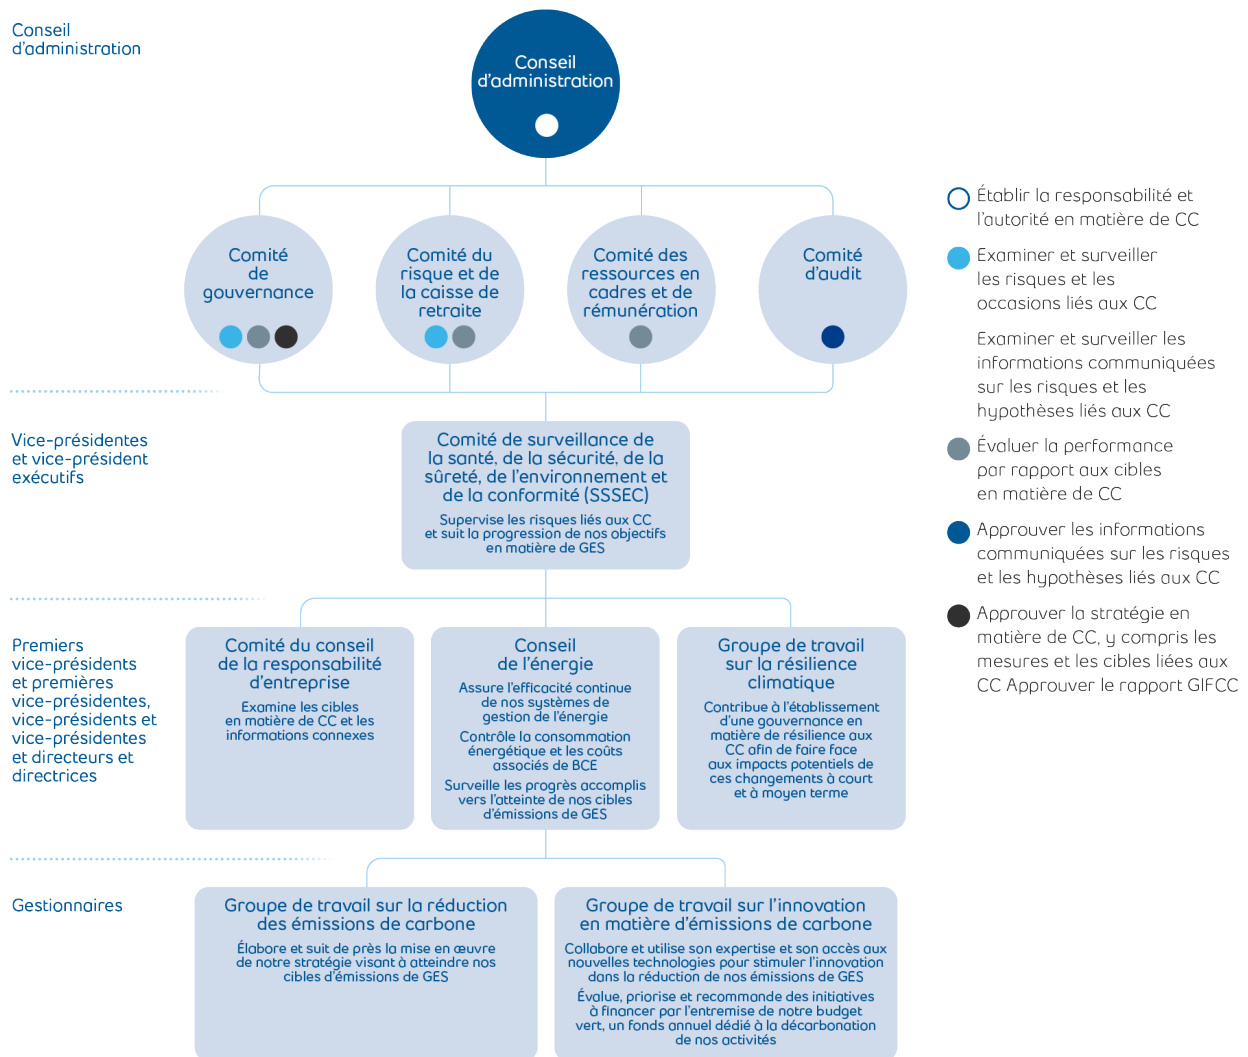 Conseil
d'administration
Conseil
d'administration
Comité
de
gouvernance
Comité du
risque et de
la caisse de
retraite
Comité des
ressources en
cadres et de
rémunération
Comité
d'audit
Établir la responsabilité et
l'autorité en matière de CC
Examiner et surveiller
les risques et les
occasions liés aux CC
Examiner et surveiller les
informations communiquées
sur les risques et les
hypothèses liés aux CC
Évaluer la performance
par rapport aux cibles
en matière de CC
Approuver les informations
communiquées sur les risques
et les hypothèses liés aux CC
Approuver la stratégie en
matière de CC, y compris les
mesures et les cibles liées aux
CC Approuver le rapport GIFCC
Vice-présidentes
et vice-président
exécutifs
Comité de surveillance de
la santé, de la sécurité, de la
sûreté, de l'environnement et
de la conformité (SSSEC)
Supervise les risques liés aux CC
et suit la progression de nos objectifs
en matière de GES
Premiers
vice-présidents
et premières
vice-présidentes,
vice-présidents et
vice-présidentes
et directeurs et
directrices
Comité du conseil
de la responsabilité
d'entreprise
Examine les cibles
en matière de CC et les
informations connexes
Conseil
de l'énergie
Assure l'efficacité continue
de nos systèmes de
gestion de l'énergie
Contrôle la consommation
énergétique et les coûts
associés de BCE
Surveille les progrès accomplis
vers l'atteinte de nos cibles
d'émissions de GES
Groupe de travail
sur la résilience
climatique
Contribue à l'établissement
d'une gouvernance en
matière de résilience aux
CC afin de faire face
aux impacts potentiels de
ces changements à court
et à moyen terme
Gestionnaires
Groupe de travail sur la réduction
des émissions de carbone
Élabore et suit de près la mise en œuvre
de notre stratégie visant à atteindre nos
cibles d'émissions de GES
Groupe de travail sur l'innovation
en matière d'émissions de carbone
Collabore et utilise son expertise et son accès aux
nouvelles technologies pour stimuler l'innovation
dans la réduction de nos émissions de GES
Évalue, priorise et recommande des initiatives
à financer par l'entremise de notre budget
vert, un fonds annuel dédié à la décarbonation
de nos activités